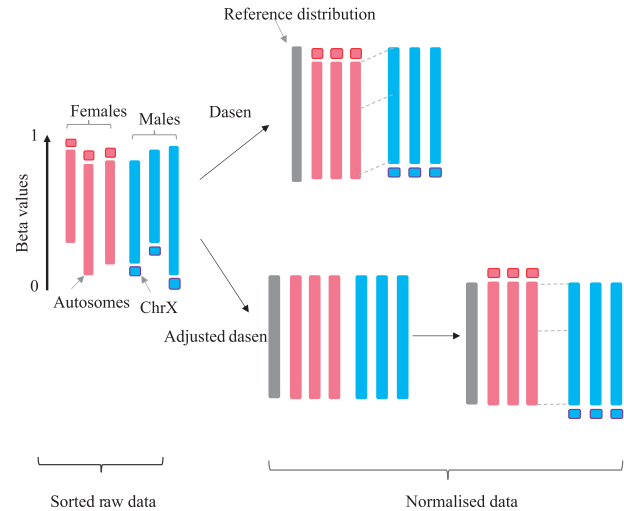 Reference distribution
Dasen
Females
Males
1
Beta values
0
Autosomes
ChrX
Adjusted dasen
Sorted raw data
Normalised data